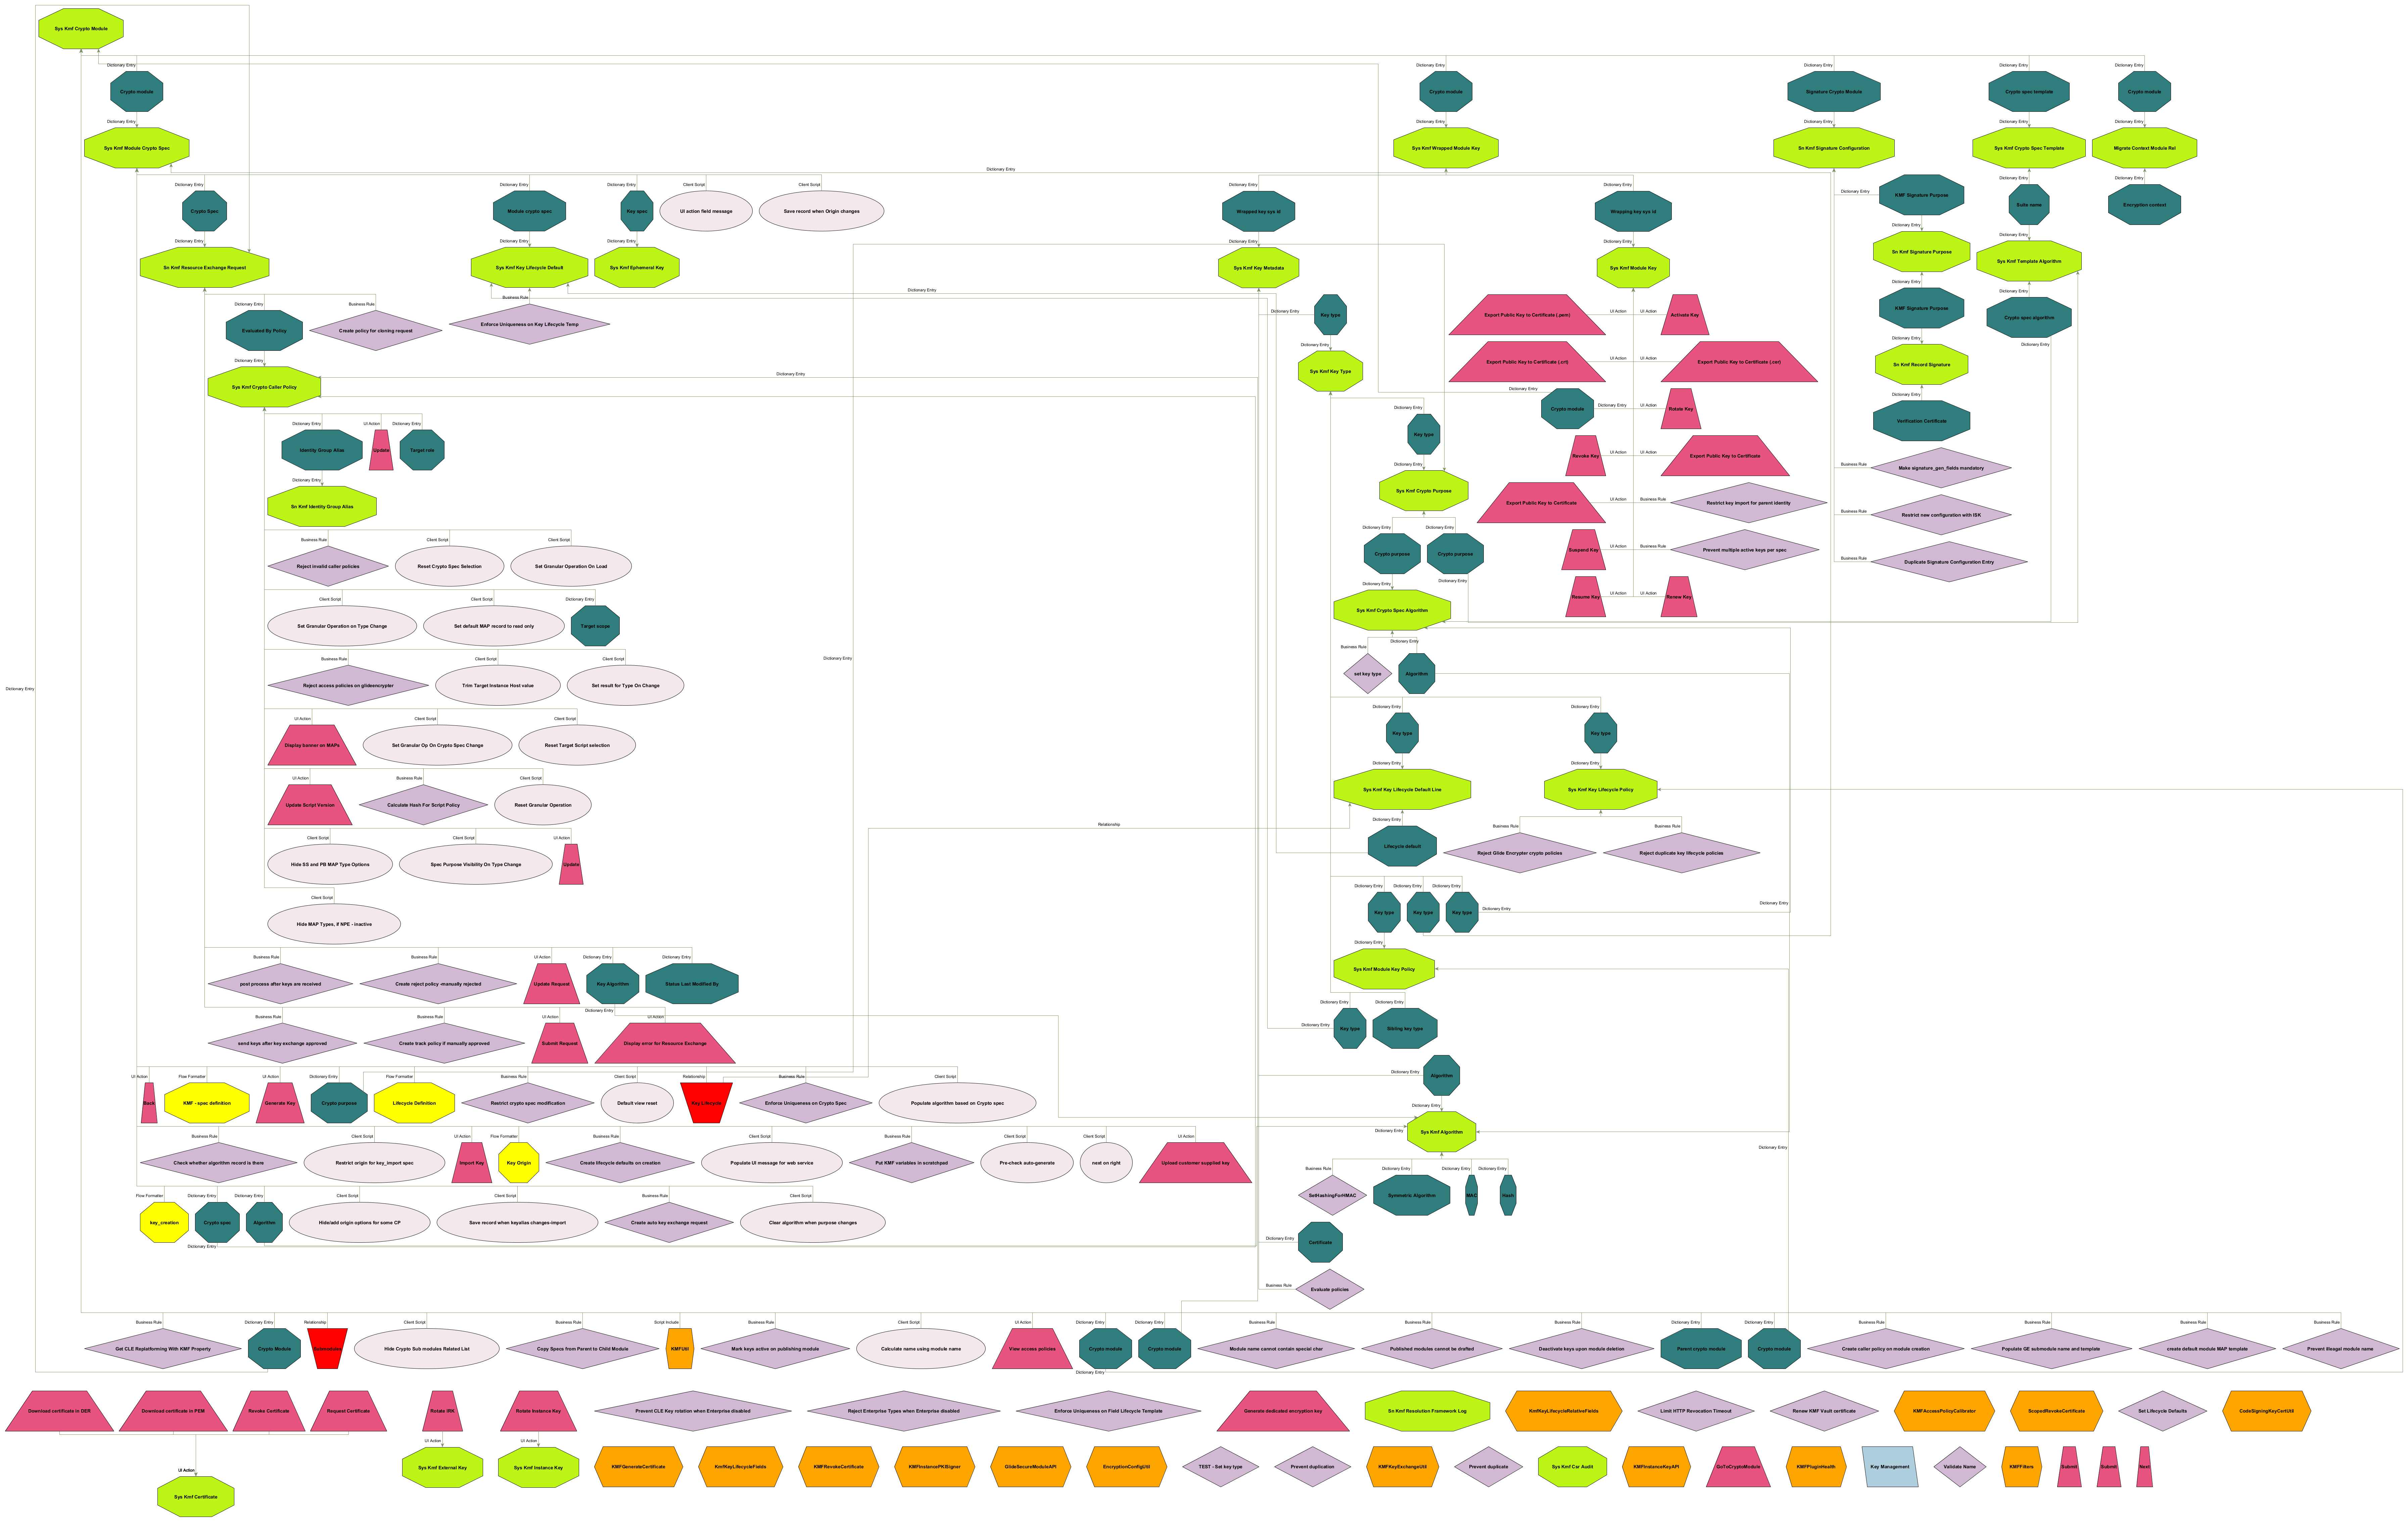 Sys Kmf Crypto Module
Dictionary Entry
Dictionary Entry
Dictionary Entry
Dictionary Entry
Dictionary Entry
Crypto module
Crypto module
Signature Crypto Module
Crypto spec template
Crypto module
Dictionary Entry
Dictionary Entry
Dictionary Entry
Dictionary Entry
Dictionary Entry
Sys Kmf Module Crypto Spec
Sys Kmf Wrapped Module Key
Sn Kmf Signature Configuration
Sys Kmf Crypto Spec Template
Migrate Context Module Rel
Dictionary Entry
Dictionary Entry
Dictionary Entry
Dictionary Entry
Client Script
Client Script
Dictionary Entry
Dictionary Entry
Dictionary Entry
Dictionary Entry
Dictionary Entry
Crypto Spec
Module crypto spec
Key spec
UI action field message
Save record when Origin changes
Wrapped key sys id
Wrapping key sys id
KMF Signature Purpose
Suite name
Encryption context
Dictionary Entry
Dictionary Entry
Dictionary Entry
Dictionary Entry
Dictionary Entry
Dictionary Entry
Dictionary Entry
Sn Kmf Resource Exchange Request
Sys Kmf Key Lifecycle Default
Sys Kmf Ephemeral Key
Sys Kmf Key Metadata
Sys Kmf Module Key
Sn Kmf Signature Purpose
Sys Kmf Template Algorithm
Dictionary Entry
Dictionary Entry
Business Rule
Business Rule
Dictionary Entry
Dictionary Entry
Dictionary Entry
Evaluated By Policy
Create policy for cloning request
Enforce Uniqueness on Key Lifecycle Temp
Key type
Export Public Key to Certificate (.pem)
UI Action
UI Action
Activate Key
KMF Signature Purpose
Crypto spec algorithm
Dictionary Entry
Dictionary Entry
Dictionary Entry
Dictionary Entry
Sys Kmf Crypto Caller Policy
Dictionary Entry
Sys Kmf Key Type
Export Public Key to Certificate (.crt)
UI Action
UI Action
Export Public Key to Certificate (.cer)
Sn Kmf Record Signature
Dictionary Entry
UI Action
Dictionary Entry
Dictionary Entry
Dictionary Entry
Dictionary Entry
Crypto module
Dictionary Entry
UI Action
Rotate Key
Verification Certificate
Identity Group Alias
Update
Target role
Key type
Revoke Key
UI Action
UI Action
Export Public Key to Certificate
Business Rule
Make signature_gen_fields mandatory
Dictionary Entry
Dictionary Entry
Sn Kmf Identity Group Alias
Sys Kmf Crypto Purpose
Export Public Key to Certificate
UI Action
Business Rule
Restrict key import for parent identity
Business Rule
Restrict new configuration with ISK
Business Rule
Client Script
Client Script
Dictionary Entry
Dictionary Entry
Reject invalid caller policies
Reset Crypto Spec Selection
Set Granular Operation On Load
Crypto purpose
Crypto purpose
Suspend Key
UI Action
Business Rule
Prevent multiple active keys per spec
Business Rule
Duplicate Signature Configuration Entry
Client Script
Client Script
Dictionary Entry
Dictionary Entry
Dictionary Entry
Set Granular Operation on Type Change
Set default MAP record to read only
Target scope
Sys Kmf Crypto Spec Algorithm
Resume Key
UI Action
UI Action
Renew Key
Business Rule
Client Script
Client Script
Dictionary Entry
Business Rule
Dictionary Entry
Reject access policies on glideencrypter
Trim Target Instance Host value
Set result for Type On Change
set key type
Algorithm
Dictionary Entry
UI Action
Client Script
Client Script
Dictionary Entry
Dictionary Entry
Display banner on MAPs
Set Granular Op On Crypto Spec Change
Reset Target Script selection
Key type
Key type
UI Action
Business Rule
Client Script
Dictionary Entry
Dictionary Entry
Update Script Version
Calculate Hash For Script Policy
Reset Granular Operation
Sys Kmf Key Lifecycle Default Line
Sys Kmf Key Lifecycle Policy
Relationship
Client Script
Client Script
UI Action
Business Rule
Business Rule
Hide SS and PB MAP Type Options
Spec Purpose Visibility On Type Change
Update
Lifecycle default
Reject Glide Encrypter crypto policies
Reject duplicate key lifecycle policies
Client Script
Dictionary Entry
Dictionary Entry
Dictionary Entry
Hide MAP Types, if NPE - inactive
Key type
Key type
Key type
Dictionary Entry
Dictionary Entry
Business Rule
Business Rule
UI Action
Dictionary Entry
Dictionary Entry
Dictionary Entry
post process after keys are received
Create reject policy -manually rejected
Update Request
Key Algorithm
Status Last Modified By
Sys Kmf Module Key Policy
Business Rule
Business Rule
UI Action
Dictionary Entry
UI Action
Dictionary Entry
Dictionary Entry
send keys after key exchange approved
Create track policy if manually approved
Submit Request
Display error for Resource Exchange
Dictionary Entry
Key type
Sibling key type
UI Action
Flow Formatter
UI Action
Dictionary Entry
Flow Formatter
Business Rule
Client Script
Relationship
Business Rule
Client Script
Dictionary Entry
Algorithm
Back
KMF - spec definition
Generate Key
Crypto purpose
Lifecycle Definition
Restrict crypto spec modification
Default view reset
Key Lifecycle
Enforce Uniqueness on Crypto Spec
Populate algorithm based on Crypto spec
Dictionary Entry
Dictionary Entry
Sys Kmf Algorithm
Business Rule
Client Script
UI Action
Flow Formatter
Business Rule
Client Script
Business Rule
Client Script
Client Script
UI Action
Dictionary Entry
Check whether algorithm record is there
Restrict origin for key_import spec
Import Key
Key Origin
Create lifecycle defaults on creation
Populate UI message for web service
Put KMF variables in scratchpad
Pre-check auto-generate
next on right
Upload customer supplied key
Business Rule
Dictionary Entry
Dictionary Entry
Dictionary Entry
Flow Formatter
Dictionary Entry
Dictionary Entry
Client Script
Client Script
Business Rule
Client Script
SetHashingForHMAC
Symmetric Algorithm
MAC
Hash
key_creation
Crypto spec
Algorithm
Hide/add origin options for some CP
Save record when keyalias changes-import
Create auto key exchange request
Clear algorithm when purpose changes
Dictionary Entry
Dictionary Entry
Certificate
Business Rule
Evaluate policies
Business Rule
Dictionary Entry
Relationship
Client Script
Business Rule
Script Include
Business Rule
Client Script
UI Action
Dictionary Entry
Dictionary Entry
Business Rule
Business Rule
Business Rule
Dictionary Entry
Dictionary Entry
Business Rule
Business Rule
Business Rule
Business Rule
Get CLE Replatforming With KMF Property
Crypto Module
Submodules
Hide Crypto Sub modules Related List
Copy Specs from Parent to Child Module
KMFUtil
Mark keys active on publishing module
Calculate name using module name
View access policies
Crypto module
Crypto module
Module name cannot contain special char
Published modules cannot be drafted
Deactivate keys upon module deletion
Parent crypto module
Crypto module
Create caller policy on module creation
Populate GE submodule name and template
create default module MAP template
Prevent illeagal module name
Dictionary Entry
Download certificate in DER
Download certificate in PEM
Revoke Certificate
Request Certificate
Rotate IRK
Rotate Instance Key
Prevent CLE Key rotation when Enterprise disabled
Reject Enterprise Types when Enterprise disabled
Enforce Uniqueness on Field Lifecycle Template
Generate dedicated encryption key
Sn Kmf Resolution Framework Log
KmfKeyLifecycleRelativeFields
Limit HTTP Revocation Timeout
Renew KMF Vault certificate
KMFAccessPolicyCalibrator
ScopedRevokeCertificate
Set Lifecycle Defaults
CodeSigningKeyCertUtil
UI Action
UI Action
UI Action
Sys Kmf Certificate
Sys Kmf External Key
Sys Kmf Instance Key
KMFGenerateCertificate
KmfKeyLifecycleFields
KMFRevokeCertificate
KMFInstancePKISigner
GlideSecureModuleAPI
EncryptionConfigUtil
TEST - Set key type
Prevent duplication
KMFKeyExchangeUtil
Prevent duplicate
Sys Kmf Csr Audit
KMFInstanceKeyAPI
GoToCryptoModule
KMFPluginHealth
Key Management
Validate Name
KMFFilters
Submit
Submit
Next